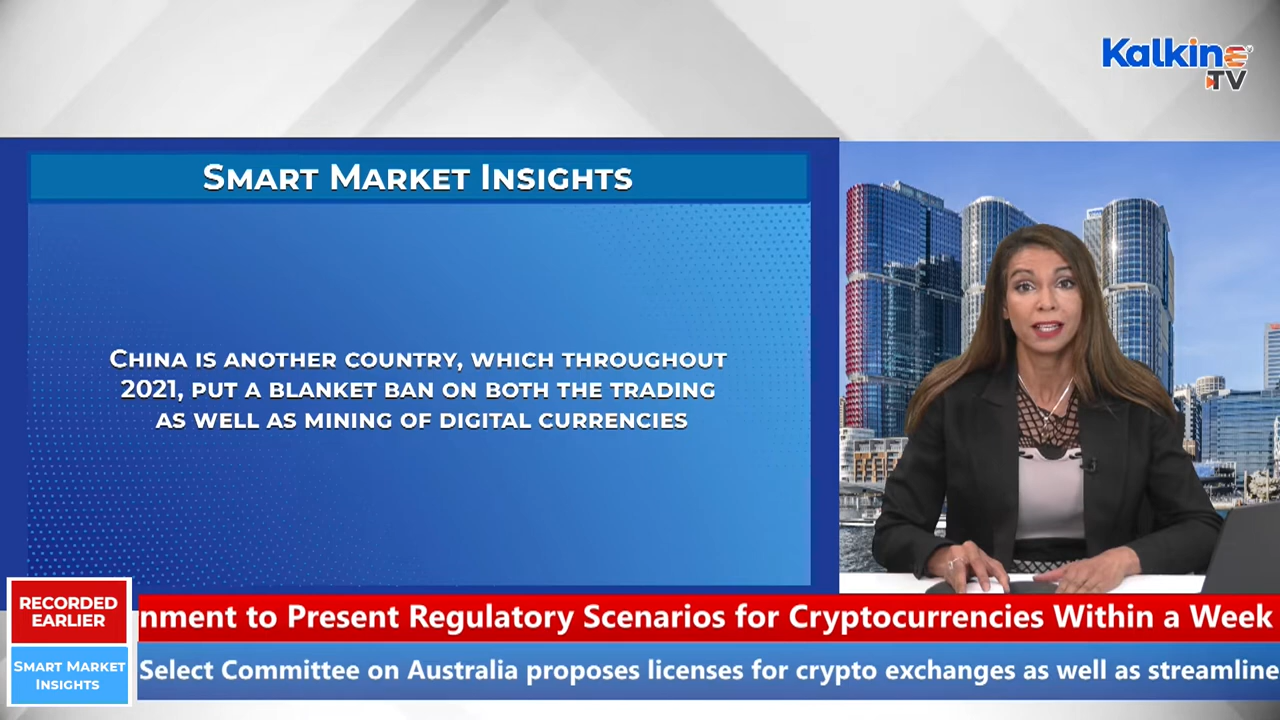 Kalkine
TV
SMART MARKET INSIGHTS
CHINA IS ANOTHER COUNTRY, WHICH THROUGHOUT
2021, PUT A BLANKET BAN ON BOTH THE TRADING
AS WELL AS MINING OF DIGITAL CURRENCIES
RECORDED
EARLIER
nment to Present Regulatory Scenarios for Cryptocurrencies Within a Week
SMART MARKET
INSIGHTS
Select Committee on Australia proposes licenses for crypto exchanges as well as streamline